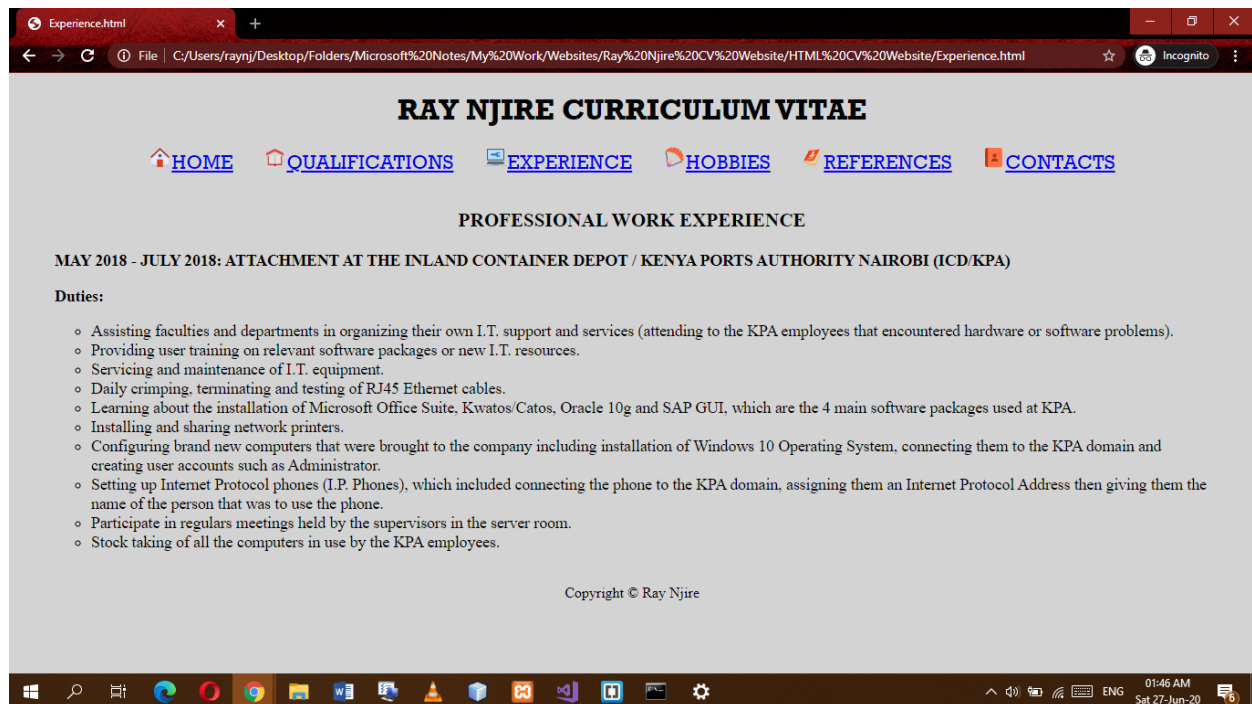 Experience.html
File | C:/Users/raynj/Desktop/Folders/Microsoft%20Notes/My%20Work/Websites/Ray%20Njire%20CV%20Website/HTML%20CV%20Website/Experience.html Incognito
RAY NJIRE CURRICULUM VITAE
HOME QUALIFICATIONS EXPERIENCE HOBBIES REFERENCES CONTACTS
PROFESSIONAL WORK EXPERIENCE
MAY 2018 - JULY 2018: ATTACHMENT AT THE INLAND CONTAINER DEPOT / KENYA PORTS AUTHORITY NAIROBI (ICD/KPA)
Duties:
Assisting faculties and departments in organizing their own I.T. support and services (attending to the KPA employees that encountered hardware or software problems).
Providing user training on relevant software packages or new I.T. resources.
Servicing and maintenance of I.T. equipment.
Daily crimping, terminating and testing of RJ45 Ethernet cables.
Learning about the installation of Microsoft Office Suite, Kwatos/Catos, Oracle 10g and SAP GUI, which are the 4 main software packages used at KPA.
Installing and sharing network printers.
Configuring brand new computers that were brought to the company including installation of Windows 10 Operating System, connecting them to the KPA domain and
creating user accounts such as Administrator.
Setting up Internet Protocol phones (I.P. Phones), which included connecting the phone to the KPA domain, assigning them an Internet Protocol Address then giving them the
name of the person that was to use the phone.
Participate in regulars meetings held by the supervisors in the server room.
Stock taking of all the computers in use by the KPA employees.
Copyright © Ray Njire
ENG
01:46 AM
Sat 27-Jun-20
6